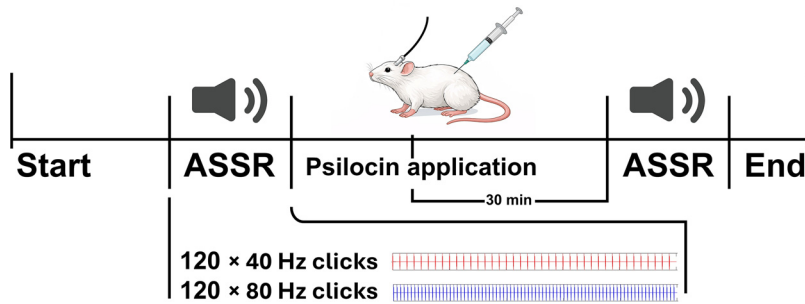 Start
ASSR
Psilocin application
ASSR
End
30 min
120 × 40 Hz clicks
120 × 80 Hz clicks